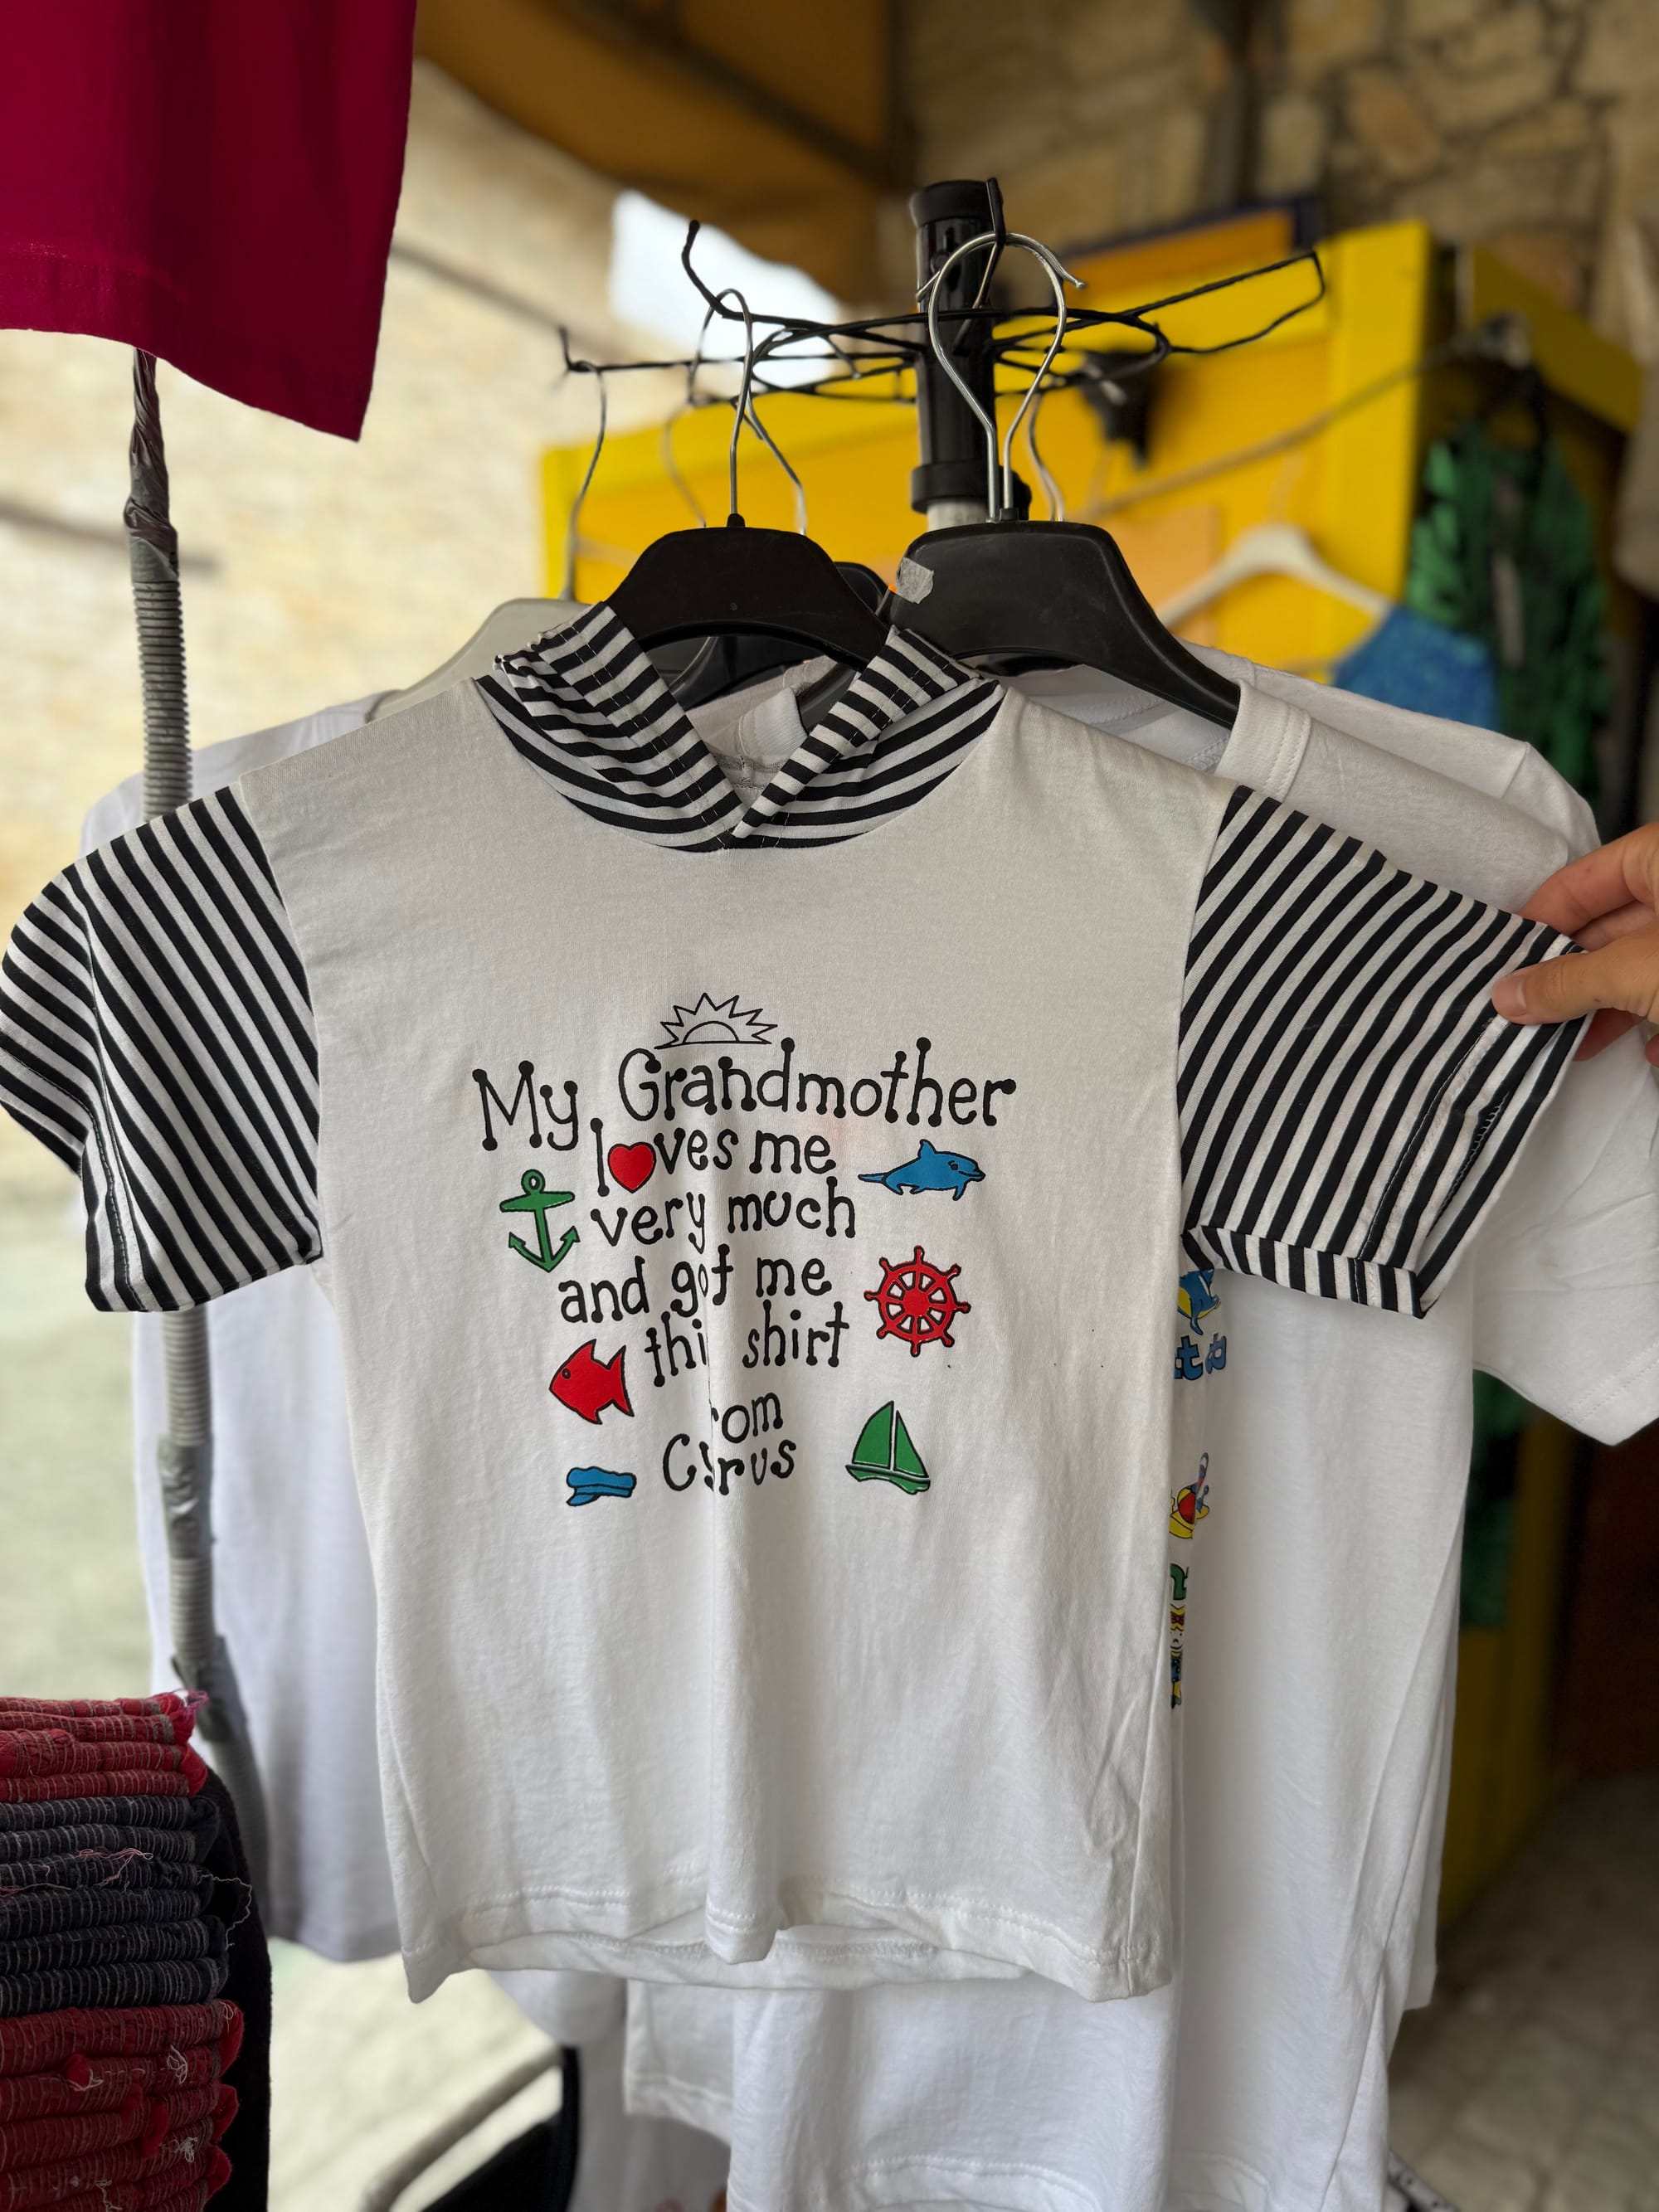 My Grandmother
loves me
very much
and got me
this shirt
from
Cyprus